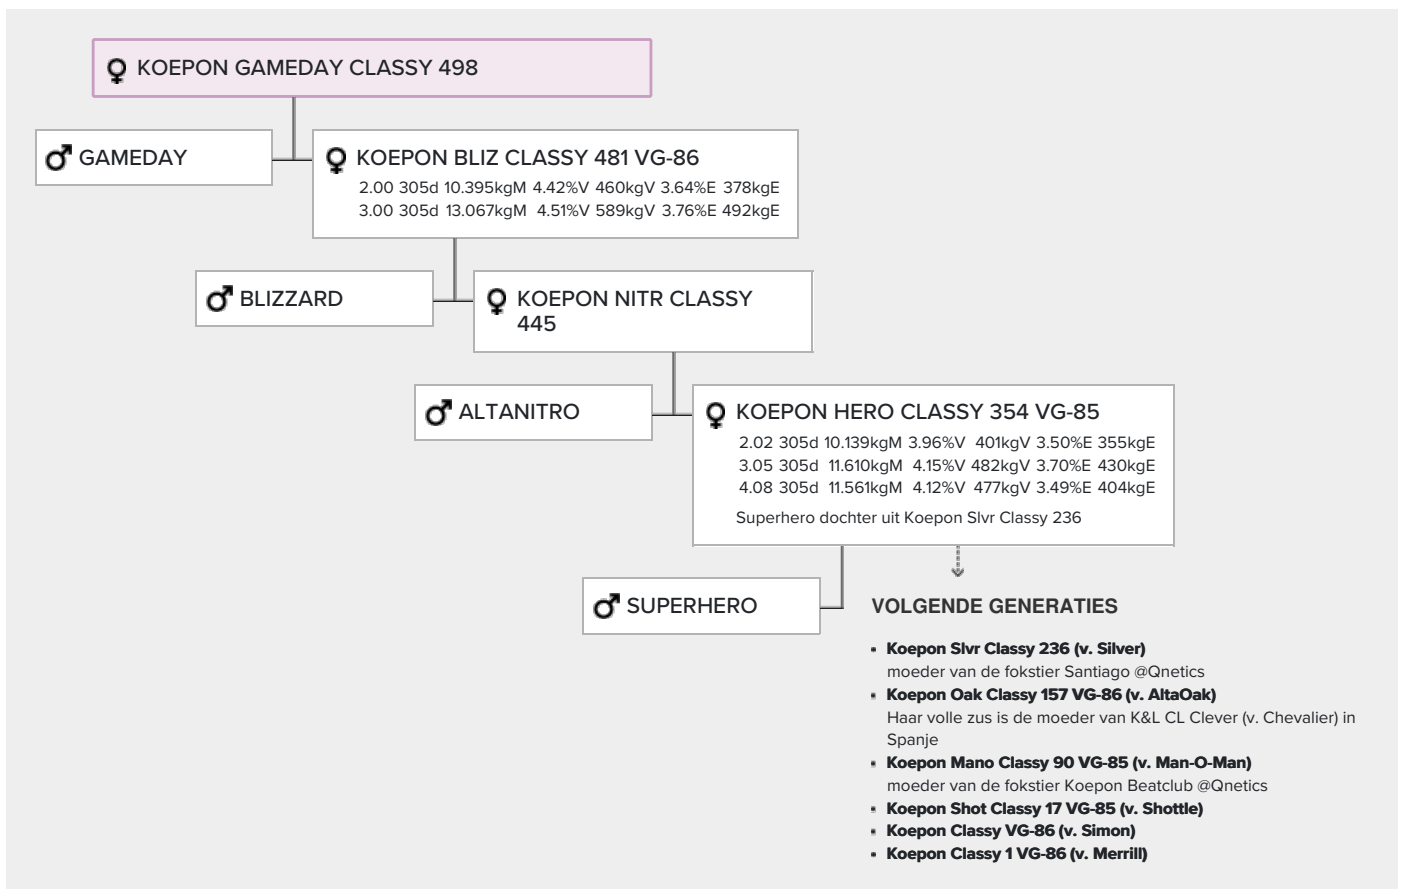 KOEPON GAMEDAY CLASSY 498
GAMEDAY
KOEPON BLIZ CLASSY 481 VG-86
2.00 305d 10.395kgM 4.42%V 460kgV 3.64%E 378kgE
3.00 305d 13.067kgM 4.51%V 589kgV 3.76%E 492kgE
BLIZZARD
KOEPON NITR CLASSY
445
ALTANITRO
KOEPON HERO CLASSY 354 VG-85
2.02 305d 10.139kgM 3.96%V 401kgV 3.50%E 355kgE
3.05 305d 11.610kgM 4.15%V 482kgV 3.70%E 430kgE
4.08 305d 11.561kgM 4.12%V 477kgV 3.49%E 404kgE
Superhero dochter uit Koepon Slvr Classy 236
SUPERHERO
VOLGENDE GENERATIES
Koepon Slvr Classy 236 (v. Silver)
moeder van de fokstier Santiago @Qnetics
Koepon Oak Classy 157 VG-86 (v. AltaOak)
Haar volle zus is de moeder van K&L CL Clever (v. Chevalier) in
Spanje
Koepon Mano Classy 90 VG-85 (v. Man-O-Man)
moeder van de fokstier Koepon Beatclub @Qnetics
Koepon Shot Classy 17 VG-85 (v. Shottle)
Koepon Classy VG-86 (v. Simon)
Koepon Classy 1 VG-86 (v. Merrill)